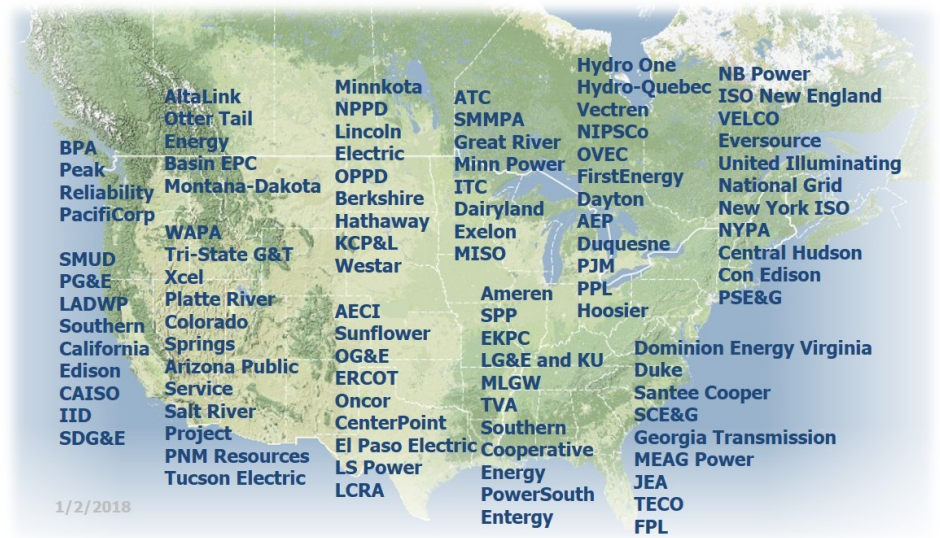 BPA
Peak
Reliability
PacifiCorp
SMUD
PG&E
LADWP
Southern
California
Edison
CAISO
IID
SDG&E
AltaLink
Otter Tail
Energy
Basin EPC
Montana-Dakota
WAPA
Tri-State G&T
Xcel
Platte River
Colorado
Springs
Arizona Public
Service
Salt River
Project
PNM Resources
Tucson Electric
Minnkota
NPPD
Lincoln
Electric
OPPD
Berkshire
Hathaway
KCP&L
Westar
AECI
Sunflower
OG&E
ERCOT
Oncor
CenterPoint
El Paso Electric
LS Power
LCRA
ATC
SMMPA
Great River
Minn Power
ITC
Dairyland
Exelon
MISO
Ameren
SPP
EKPC
LG&E and KU
MLGW
TVA
Southern
Cooperative
Energy
PowerSouth
Entergy
Hydro One
Hydro-Quebec
Vectren
NIPSCo
OVEC
FirstEnergy
Dayton
AEP
Duquesne
PJM
PPL
Hoosier
NB Power
ISO New England
VELCO
Eversource
United Illuminating
National Grid
New York ISO
NYPA
Central Hudson
Con Edison
PSE&G
Dominion Energy Virginia
Duke
Santee Cooper
SCE&G
Georgia Transmission
MEAG Power
JEA
TECO
FPL
1/2/2018